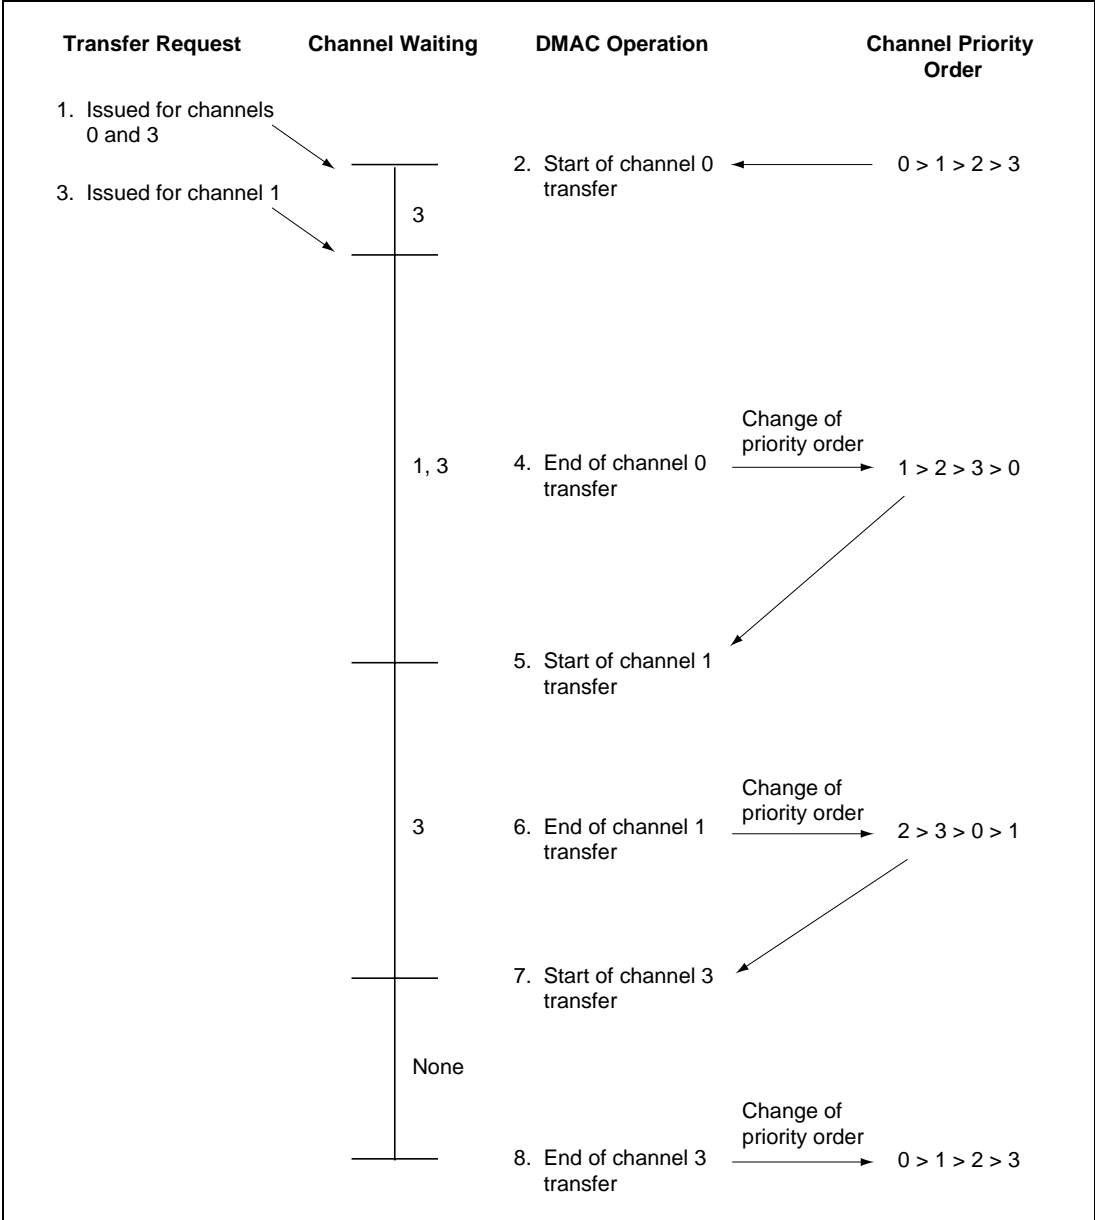 Transfer Request
Channel Waiting
DMAC Operation
Channel Priority
Order
1. Issued for channels
0 and 3
2. Start of channel 0
transfer
0 > 1 > 2 > 3
3. Issued for channel 1
3
1, 3
4. End of channel 0
transfer
Change of
priority order
1 > 2 > 3 > 0
5. Start of channel 1
transfer
3
6. End of channel 1
transfer
Change of
priority order
2 > 3 > 0 > 1
7. Start of channel 3
transfer
None
8. End of channel 3
transfer
Change of
priority order
0 > 1 > 2 > 3